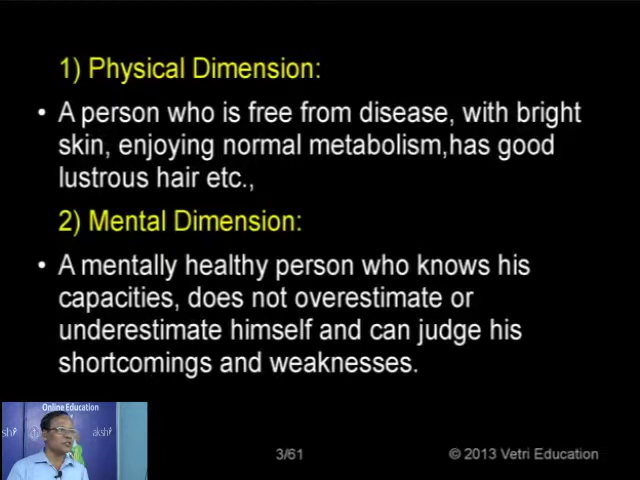 1) Physical Dimension:
• A person who is free from disease, with bright
skin, enjoying normal metabolism,has good
lustrous hair etc.,
2) Mental Dimension:
• A mentally healthy person who knows his
capacities, does not overestimate or
underestimate himself and can judge his
shortcomings and weaknesses.
Online Education
akshi
3/61
© 2013 Vetri Education